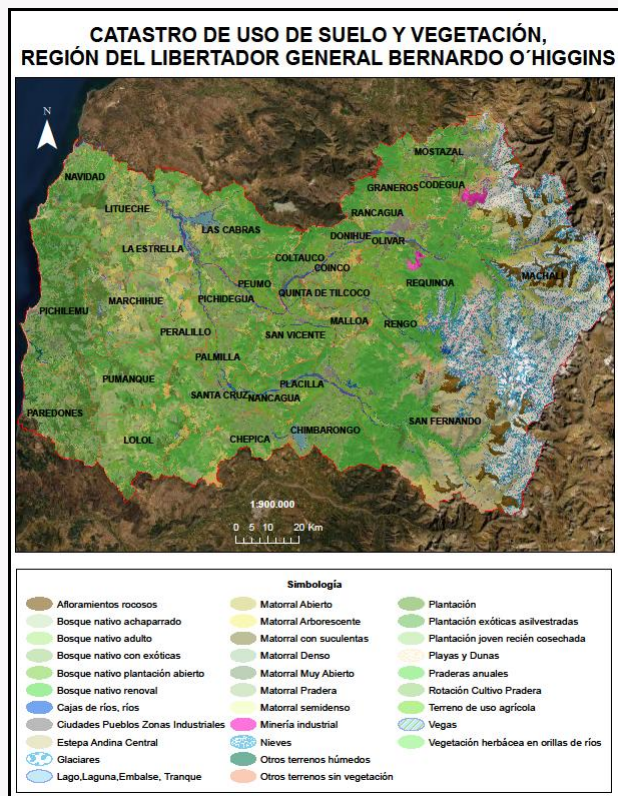 CATASTRO DE USO DE SUELO Y VEGETACIÓN,
REGIÓN DEL LIBERTADOR GENERAL BERNARDO O´HIGGINS
N
MOSTAZAL
NAVIDAD
GRANEROS
CODEGUA
LITUECHE
RANCAGUA
LAS CABRAS
DONIHUE
OLIVAR
LA ESTRELLA
COLTAUCO
COINCO
MACHALI
PEUMO
REQUINOA
QUINTA DE TILCOCO
PICHILEMU
MARCHIHUE
PICHIDEGUA
MALLOA
RENGO
PERALILLO
SAN VICENTE
PALMILLA
PUMANQUE
PLACILLA
SANTA CRUZ
NANCAGUA
PAREDONES
SAN FERNANDO
CHIMBARONGO
LOLOL
CHEPICA
1:900.000
0 5 10 20 Km
Simbología
Afloramientos rocosos
Bosque nativo achaparrado
Bosque nativo adulto
Bosque nativo con exóticas
Bosque nativo plantación abierto
Bosque nativo renoval
Cajas de ríos, ríos
Ciudades Pueblos Zonas Industriales
Estepa Andina Central
Glaciares
Lago,Laguna,Embalse, Tranque
Matorral Abierto
Matorral Arborescente
Matorral con suculentas
Matorral Denso
Matorral Muy Abierto
Matorral Pradera
Matorral semidenso
Minería industrial
Nieves
Otros terrenos húmedos
Otros terrenos sin vegetación
Plantación
Plantación exóticas asilvestradas
Plantación joven recién cosechada
Playas y Dunas
Praderas anuales
Rotación Cultivo Pradera
Terreno de uso agrícola
Vegas
Vegetación herbácea en orillas de ríos